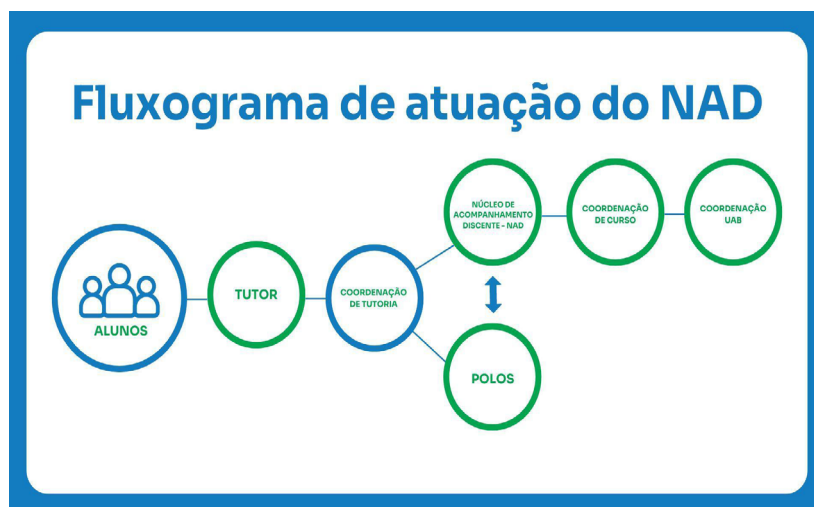 Fluxograma de atuação do NAD
ALUNOS
TUTOR
COORDENAÇÃO
DE TUTORIA
NÚCLEO DE
ACOMPANHAMENTO
DISCENTE - NAD
COORDENAÇÃO
DE CURSO
COORDENAÇÃO
UAB
POLOS